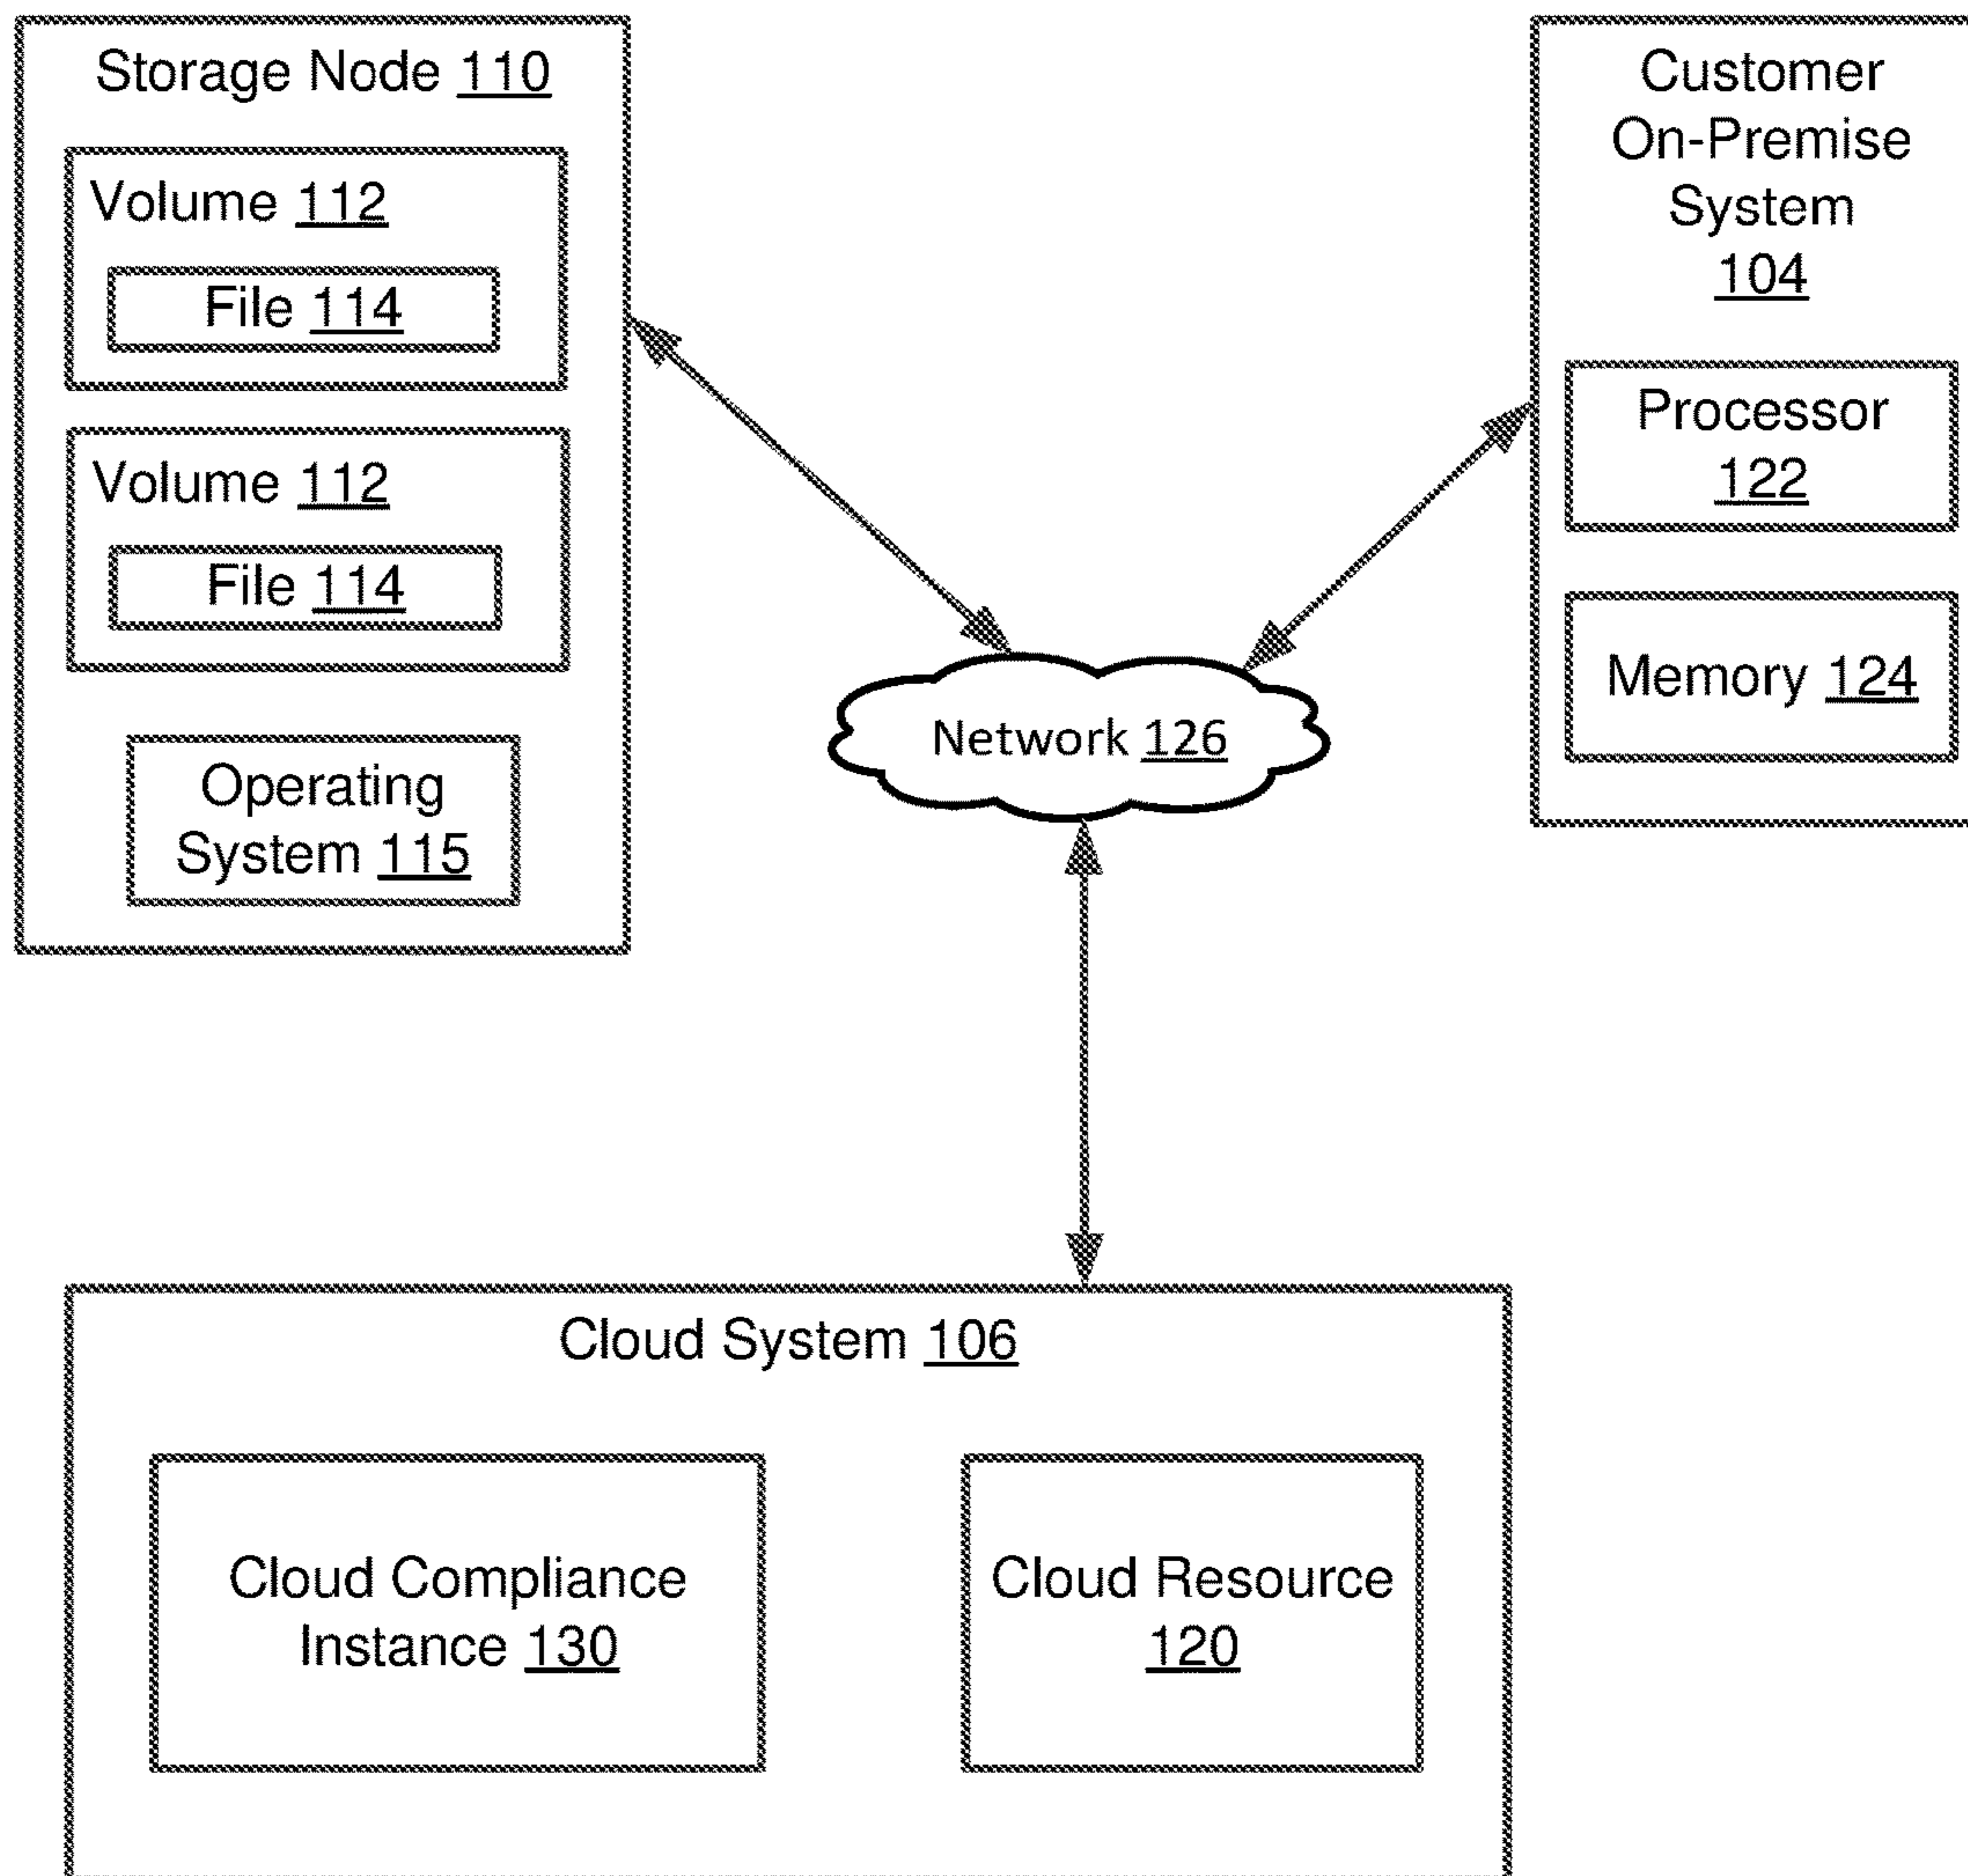 Storage Node 110
Volume 112
File 114
Volume 112
File 114
Operating
System 115
Customer
On-Premise
System
104
Processor
122
Memory 124
Network 126
Cloud System 106
Cloud Compliance
Instance 130
Cloud Resource
120